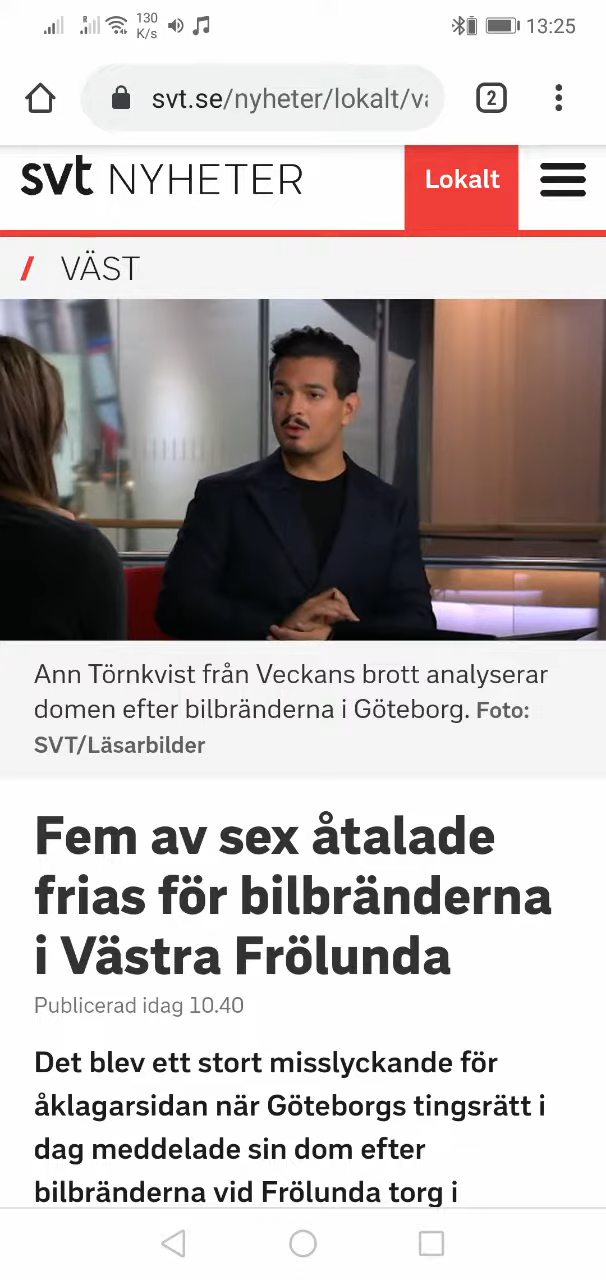 130
K/s
13:25
svt.se/nyheter/lokalt/vä
2
svt NYHETER
Lokalt
/ VÄST
Ann Törnkvist från Veckans brott analyserar
domen efter bilbränderna i Göteborg. Foto:
SVT/Läsarbilder
Fem av sex åtalade
frias för bilbränderna
i Västra Frölunda
Publicerad idag 10.40
Det blev ett stort misslyckande för
åklagarsidan när Göteborgs tingsrätt i
dag meddelade sin dom efter
bilbränderna vid Frölunda torg i